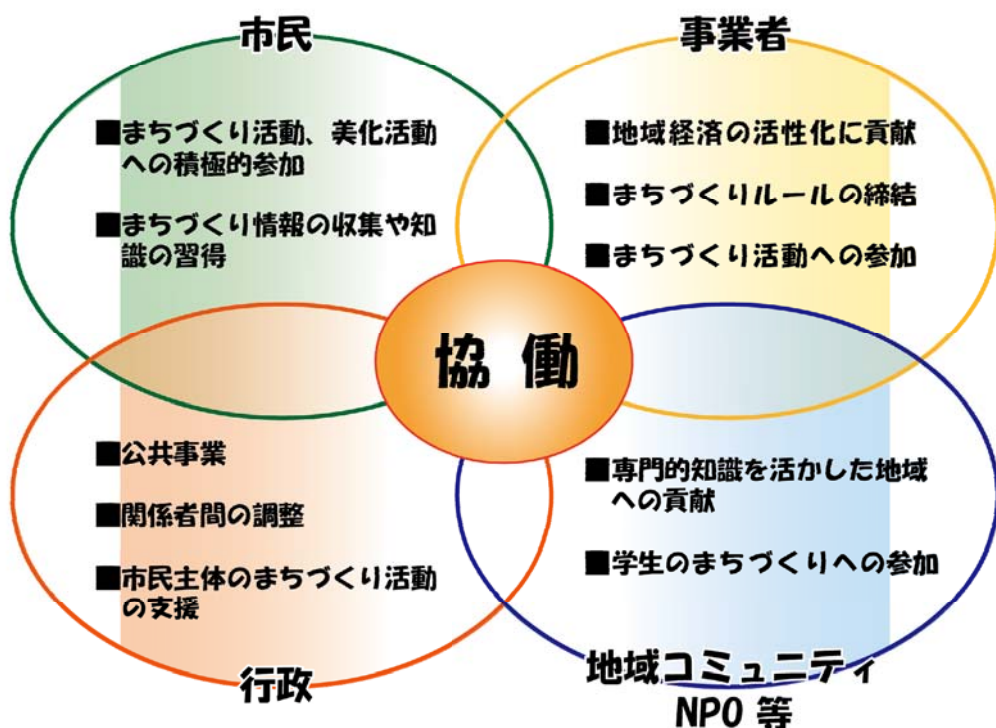 市民
■まちづくり活動、美化活動
への積極的参加
■まちづくり情報の収集や知
識の習得
事業者
■地域経済の活性化に貢献
■まちづくりルールの締結
■まちづくり活動への参加
協働
■公共事業
■関係者間の調整
■市民主体のまちづくり活動
の支援
行政
■専門的知識を活かした地域
への貢献
■学生のまちづくりへの参加
地域コミュニティ
NPO 等